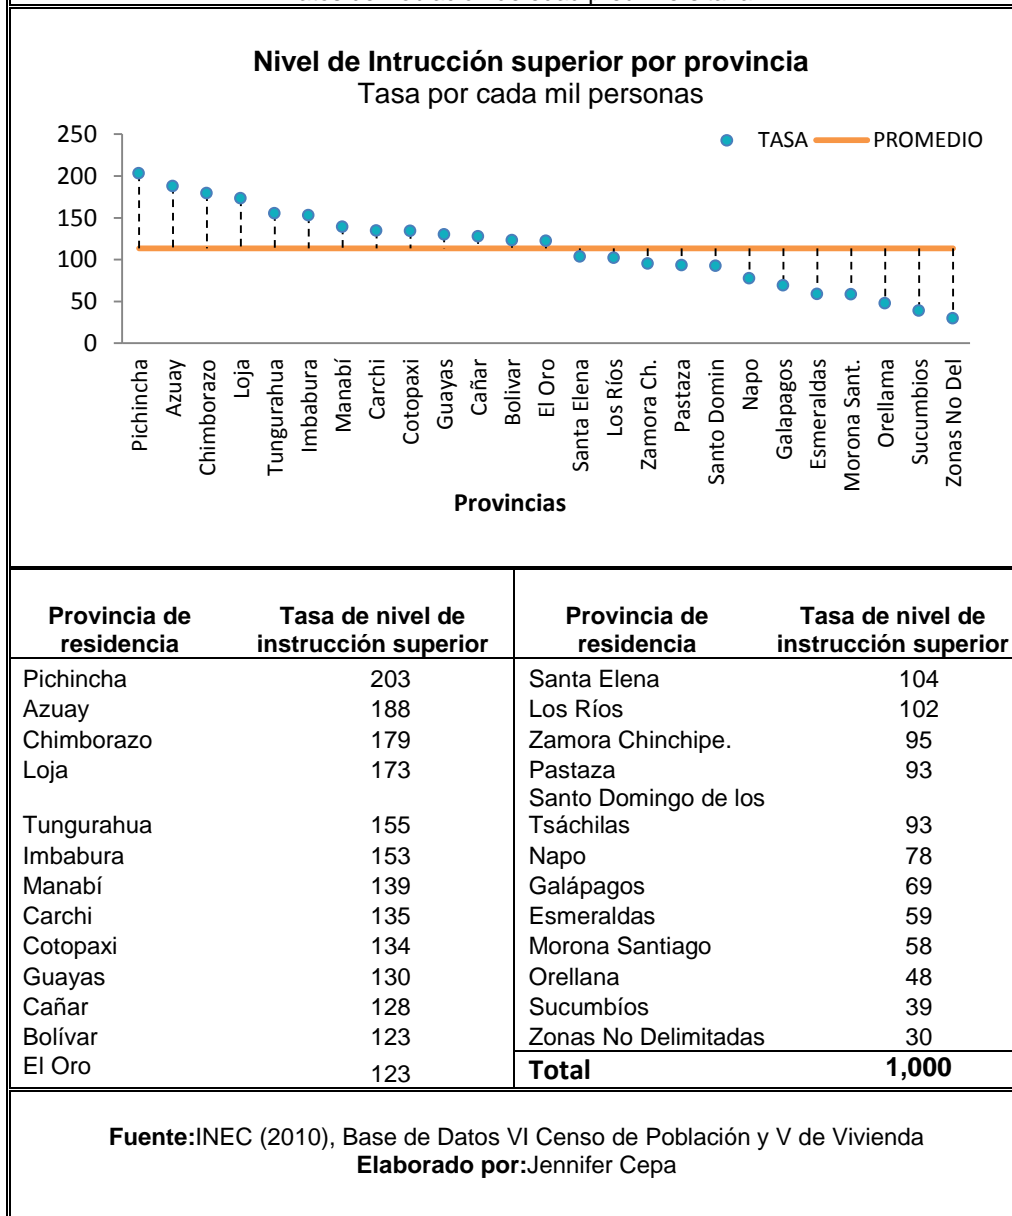 Nivel de Intrucción superior por provincia
Tasa por cada mil personas
TASA PROMEDIO
250
200
150
100
50
0
Pichincha
Azuay
Chimborazo
Loja
Tungurahua
Imbabura
Manabí
Carchi
Cotopaxi
Guayas
Cañar
Bolivar
El Oro
Santa Elena
Los Ríos
Zamora Ch.
Pastaza
Santo Domin
Napo
Galapagos
Esmeraldas
Morona Sant.
Orellama
Sucumbios
Zonas No Del
Provincias
Provincia de residencia Tasa de nivel de instrucción superior Provincia de residencia Tasa de nivel de instrucción superior
Pichincha 203 Santa Elena 104
Azuay 188 Los Ríos 102
Chimborazo 179 Zamora Chinchipe. 95
Loja 173 Pastaza 93
Santo Domingo de los
Tungurahua 155 Tsáchilas 93
Imbabura 153 Napo 78
Manabí 139 Galápagos 69
Carchi 135 Esmeraldas 59
Cotopaxi 134 Morona Santiago 58
Guayas 130 Orellana 48
Cañar 128 Sucumbíos 39
Bolívar 123 Zonas No Delimitadas 30
El Oro 123 Total 1,000
Fuente:INEC (2010), Base de Datos VI Censo de Población y V de Vivienda
Elaborado por:Jennifer Cepa